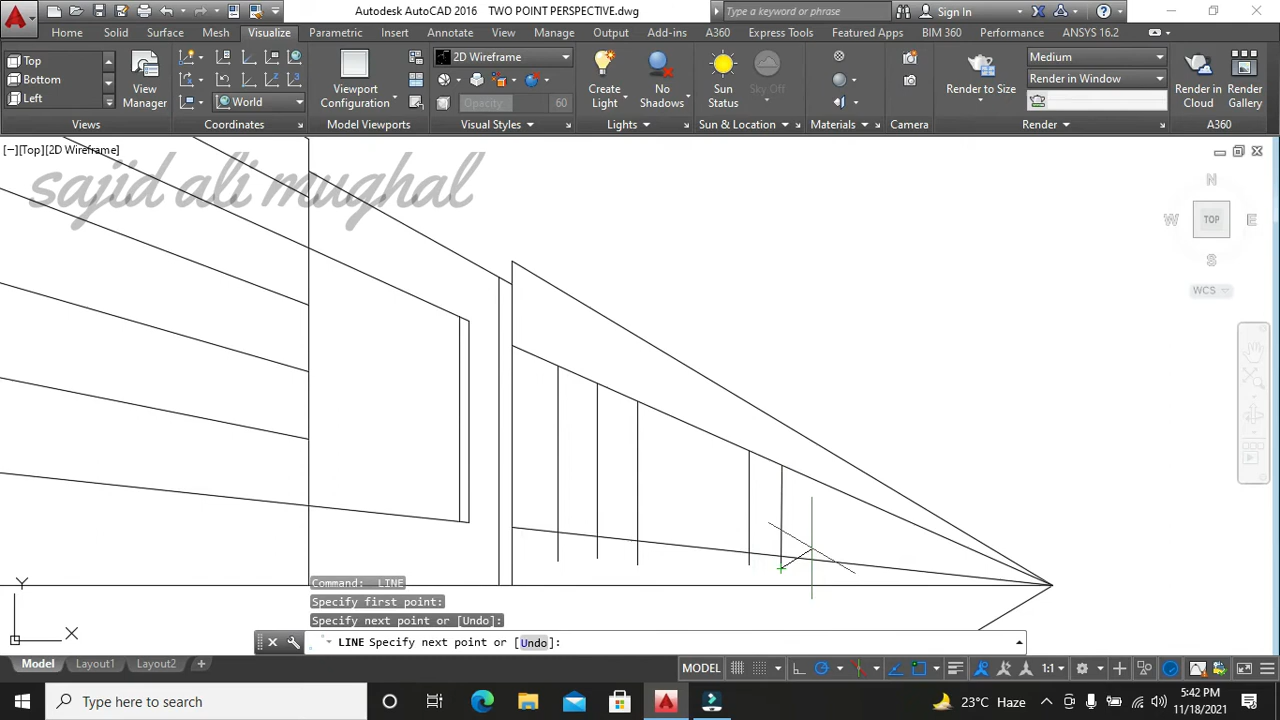 Autodesk AutoCAD 2016 TWO POINT PERSPECTIVE.dwg
Type a keyword or phrase
Sign In
Home Solid Surface Mesh Visualize Parametric Insert Annotate View Manage Output Add-ins A360 Express Tools Featured Apps BIM 360 Performance ANSYS 16.2
Top
Bottom
Left
View Manager
World
Viewport Configuration
2D Wireframe
Opacity 60
Create Light
No Shadows
Sun Status
Sky Off
Render to Size
Medium
Render in Window
Render in Cloud
Render Gallery
Views Coordinates Model Viewports Visual Styles Lights Sun & Location Materials Camera Render A360
[−][Top][2D Wireframe]
sajid ali mughal
N
W TOP E
S
WCS
Y
X
Command: LINE
Specify first point:
Specify next point or [Undo]:
LINE Specify next point or [Undo]:
Model Layout1 Layout2 +
MODEL 1:1
Type here to search
23°C Haze
5:42 PM
11/18/2021